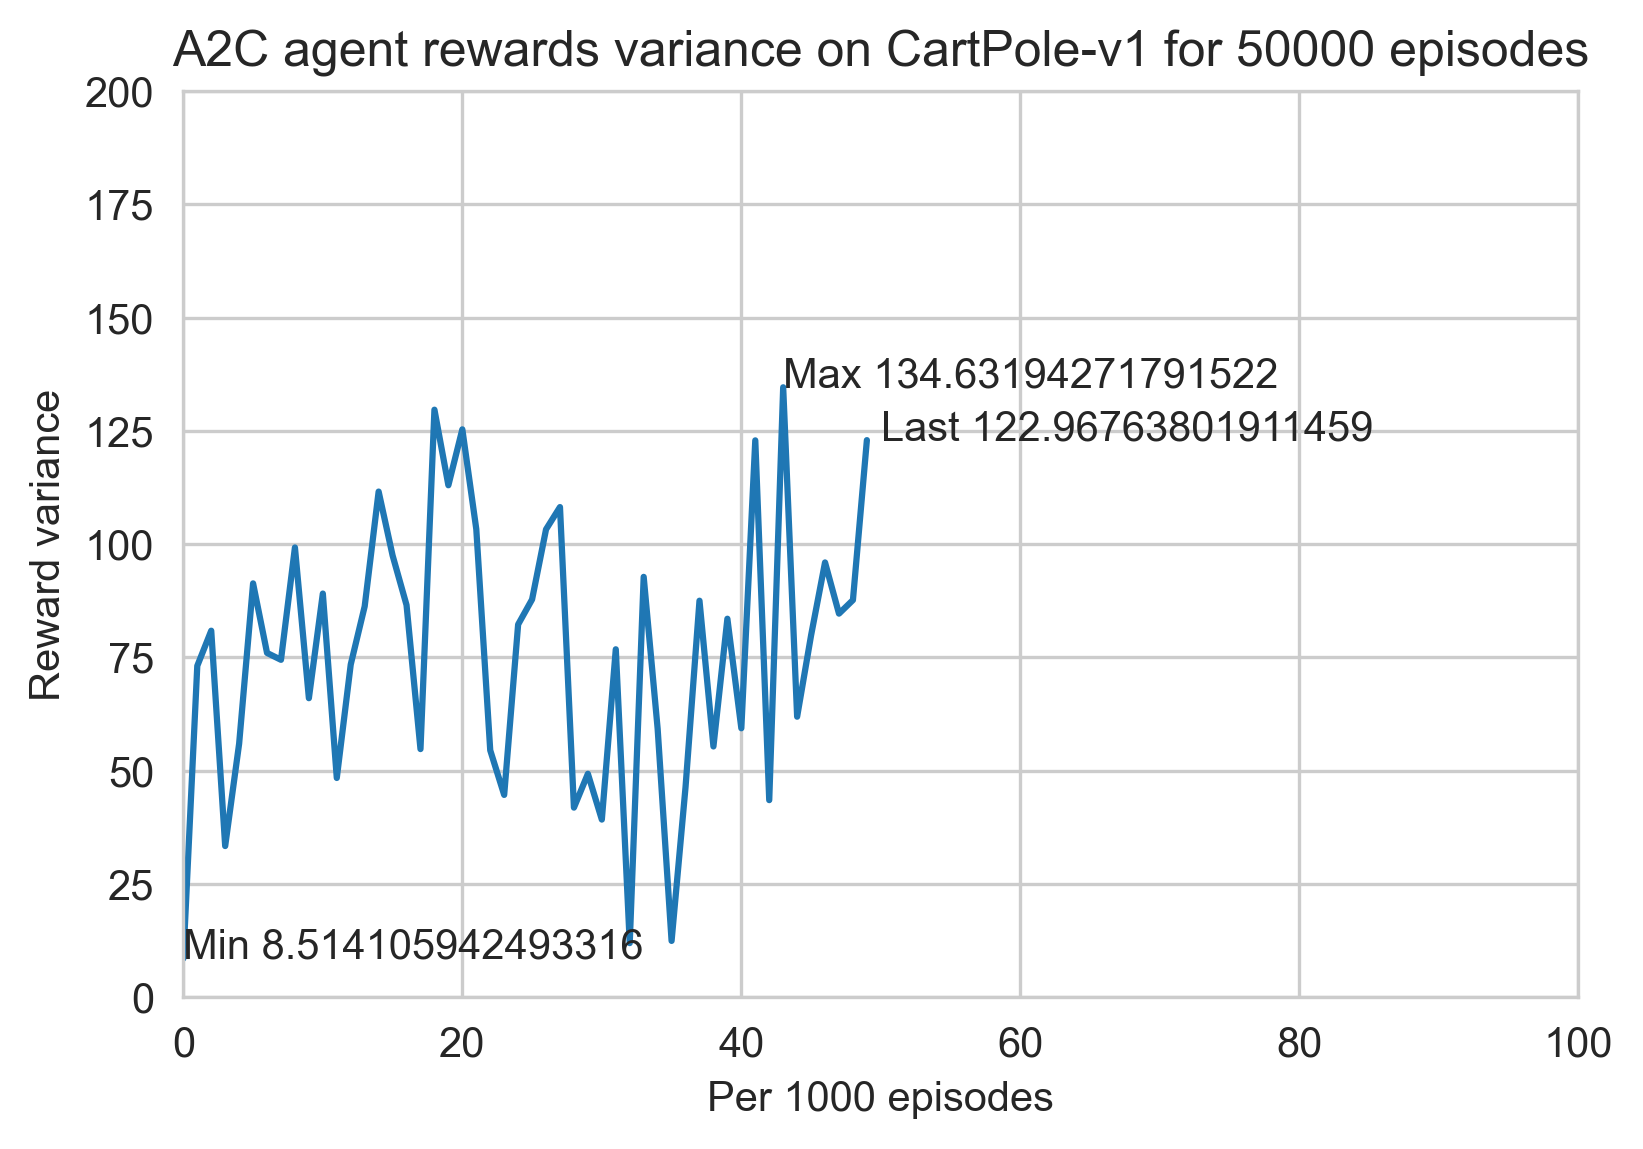 A2C agent rewards variance on CartPole-v1 for 50000 episodes
200
175
150
125
100
75
50
25
0
Reward variance
Max 134.63194271791522
Last 122.96763801911459
Min 8.514105942493316
0 20 40 60 80 100
Per 1000 episodes